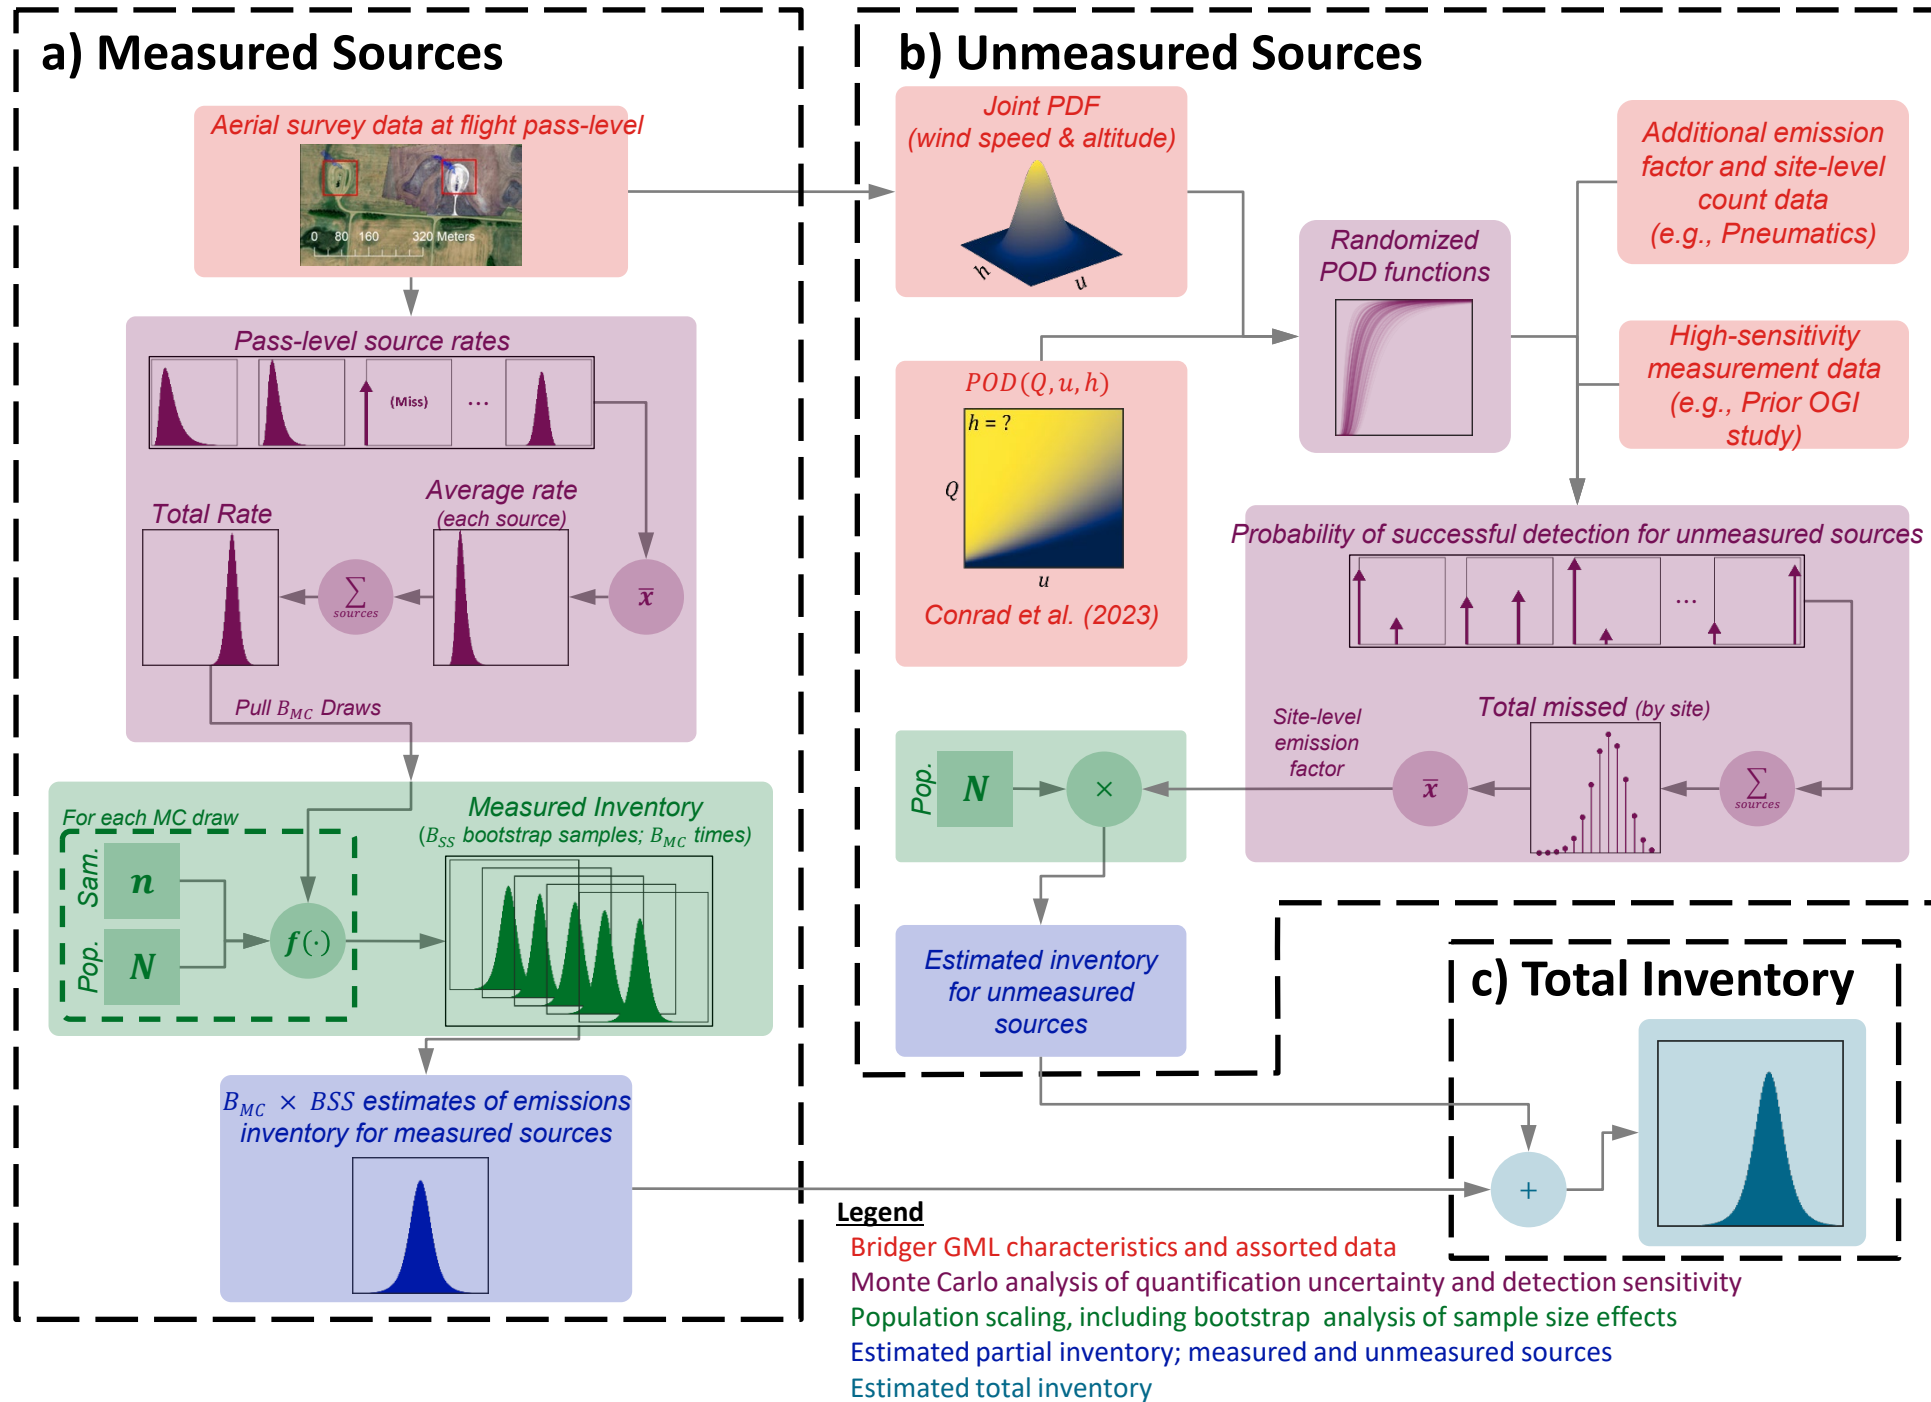 a) Measured Sources
Aerial survey data at flight pass-level
0 80 160 320 Meters
Pass-level source rates
(Miss)
...
Average rate
(each source)
Total Rate
x̅
∑
sources
Pull B_MC Draws
For each MC draw
Sam.
n
Pop.
N
f(·)
Measured Inventory
(B_SS bootstrap samples; B_MC times)
B_MC × BSS estimates of emissions
inventory for measured sources
b) Unmeasured Sources
Joint PDF
(wind speed & altitude)
h
u
POD(Q, u, h)
h = ?
Q
u
Conrad et al. (2023)
Randomized
POD functions
Additional emission
factor and site-level
count data
(e.g., Pneumatics)
High-sensitivity
measurement data
(e.g., Prior OGI
study)
Probability of successful detection for unmeasured sources
...
Total missed (by site)
∑
sources
x̅
Site-level
emission
factor
Pop.
N
×
Estimated inventory
for unmeasured
sources
c) Total Inventory
+
Legend
Bridger GML characteristics and assorted data
Monte Carlo analysis of quantification uncertainty and detection sensitivity
Population scaling, including bootstrap analysis of sample size effects
Estimated partial inventory; measured and unmeasured sources
Estimated total inventory